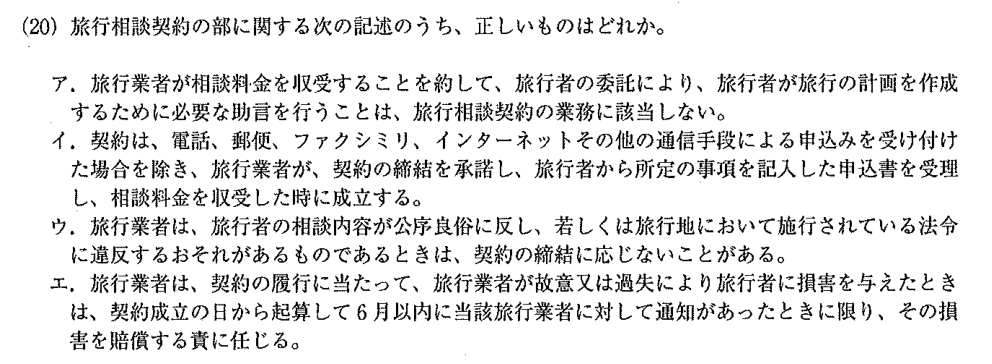 (20) 旅行相談契約の部に関する次の記述のうち、正しいものはどれか。
ア．旅行業者が相談料金を収受することを約して、旅行者の委託により、旅行者が旅行の計画を作成
するために必要な助言を行うことは、旅行相談契約の業務に該当しない。
イ．契約は、電話、郵便、ファクシミリ、インターネットその他の通信手段による申込みを受け付け
た場合を除き、旅行業者が、契約の締結を承諾し、旅行者から所定の事項を記入した申込書を受理
し、相談料金を収受した時に成立する。
ウ．旅行業者は、旅行者の相談内容が公序良俗に反し、若しくは旅行地において施行されている法令
に違反するおそれがあるものであるときは、契約の締結に応じないことがある。
エ．旅行業者は、契約の履行に当たって、旅行業者が故意又は過失により旅行者に損害を与えたとき
は、契約成立の日から起算して６月以内に当該旅行業者に対して通知があったときに限り、その損
害を賠償する責に任じる。